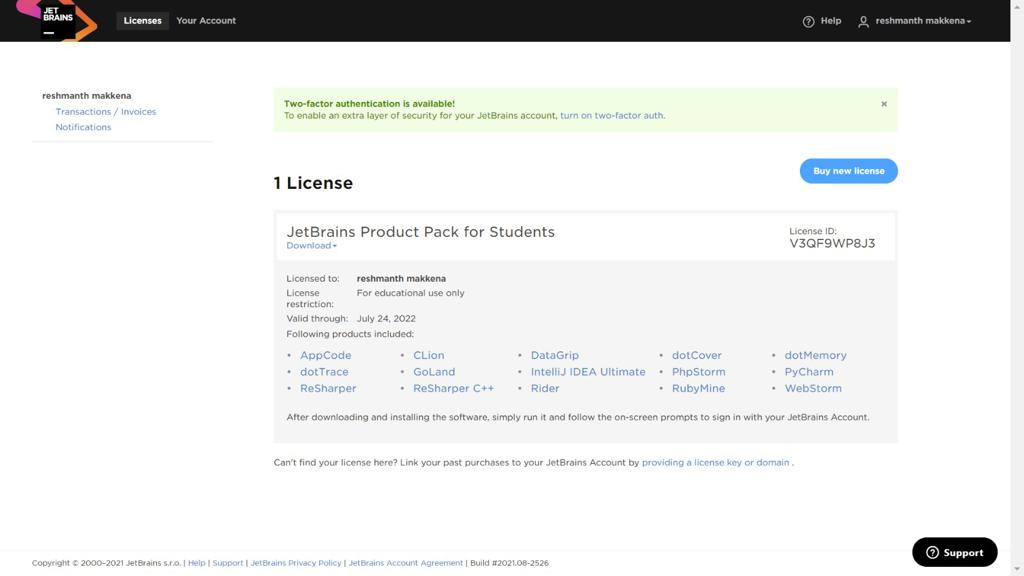 JET
BRAINS
Licenses
Your Account
Help
reshmanth makkena
reshmanth makkena
Transactions / Invoices
Notifications
Two-factor authentication is available!
×
To enable an extra layer of security for your JetBrains account, turn on two-factor auth.
1 License
Buy new license
JetBrains Product Pack for Students
Download
License ID:
V3QF9WP8J3
Licensed to: reshmanth makkena
License restriction: For educational use only
Valid through: July 24, 2022
Following products included:
• AppCode • CLion • DataGrip • dotCover • dotMemory
• dotTrace • GoLand • IntelliJ IDEA Ultimate • PhpStorm • PyCharm
• ReSharper • ReSharper C++ • Rider • RubyMine • WebStorm
After downloading and installing the software, simply run it and follow the on-screen prompts to sign in with your JetBrains Account.
Can't find your license here? Link your past purchases to your JetBrains Account by providing a license key or domain .
Support
Copyright © 2000–2021 JetBrains s.r.o. | Help | Support | JetBrains Privacy Policy | JetBrains Account Agreement | Build #2021.08-2526